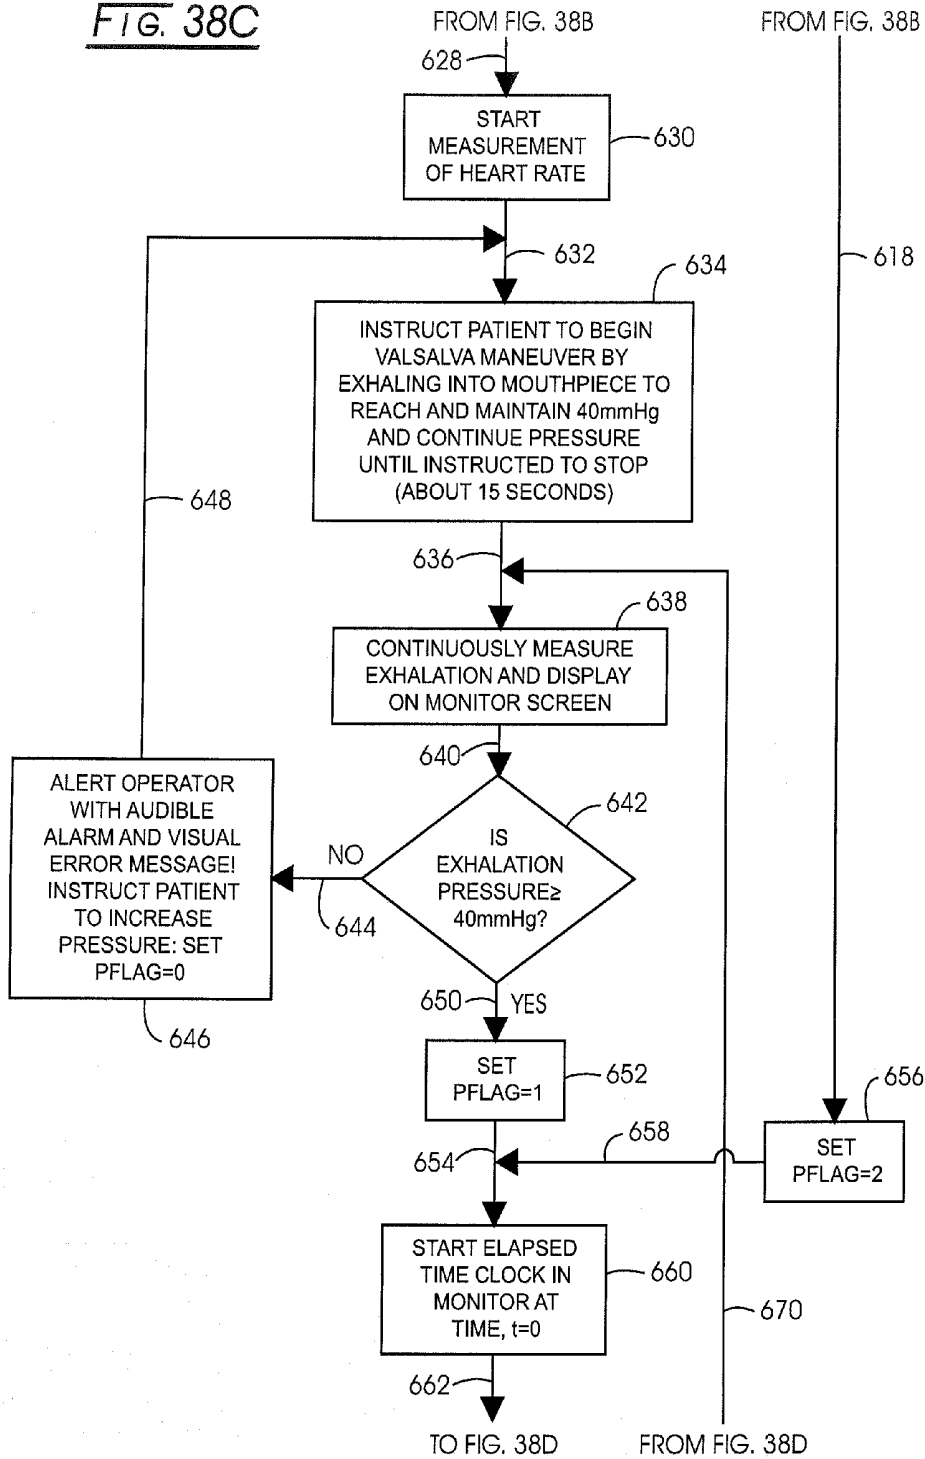 FIG. 38C
FROM FIG. 38B
FROM FIG. 38B
628
START
MEASUREMENT
OF HEART RATE
630
632
618
634
INSTRUCT PATIENT TO BEGIN
VALSALVA MANEUVER BY
EXHALING INTO MOUTHPIECE TO
REACH AND MAINTAIN 40mmHg
AND CONTINUE PRESSURE
UNTIL INSTRUCTED TO STOP
(ABOUT 15 SECONDS)
648
636
638
CONTINUOUSLY MEASURE
EXHALATION AND DISPLAY
ON MONITOR SCREEN
640
642
IS
EXHALATION
PRESSURE≥
40mmHg?
NO
644
ALERT OPERATOR
WITH AUDIBLE
ALARM AND VISUAL
ERROR MESSAGE!
INSTRUCT PATIENT
TO INCREASE
PRESSURE: SET
PFLAG=0
646
650
YES
SET
PFLAG=1
652
656
SET
PFLAG=2
658
654
START ELAPSED
TIME CLOCK IN
MONITOR AT
TIME, t=0
660
670
662
TO FIG. 38D
FROM FIG. 38D